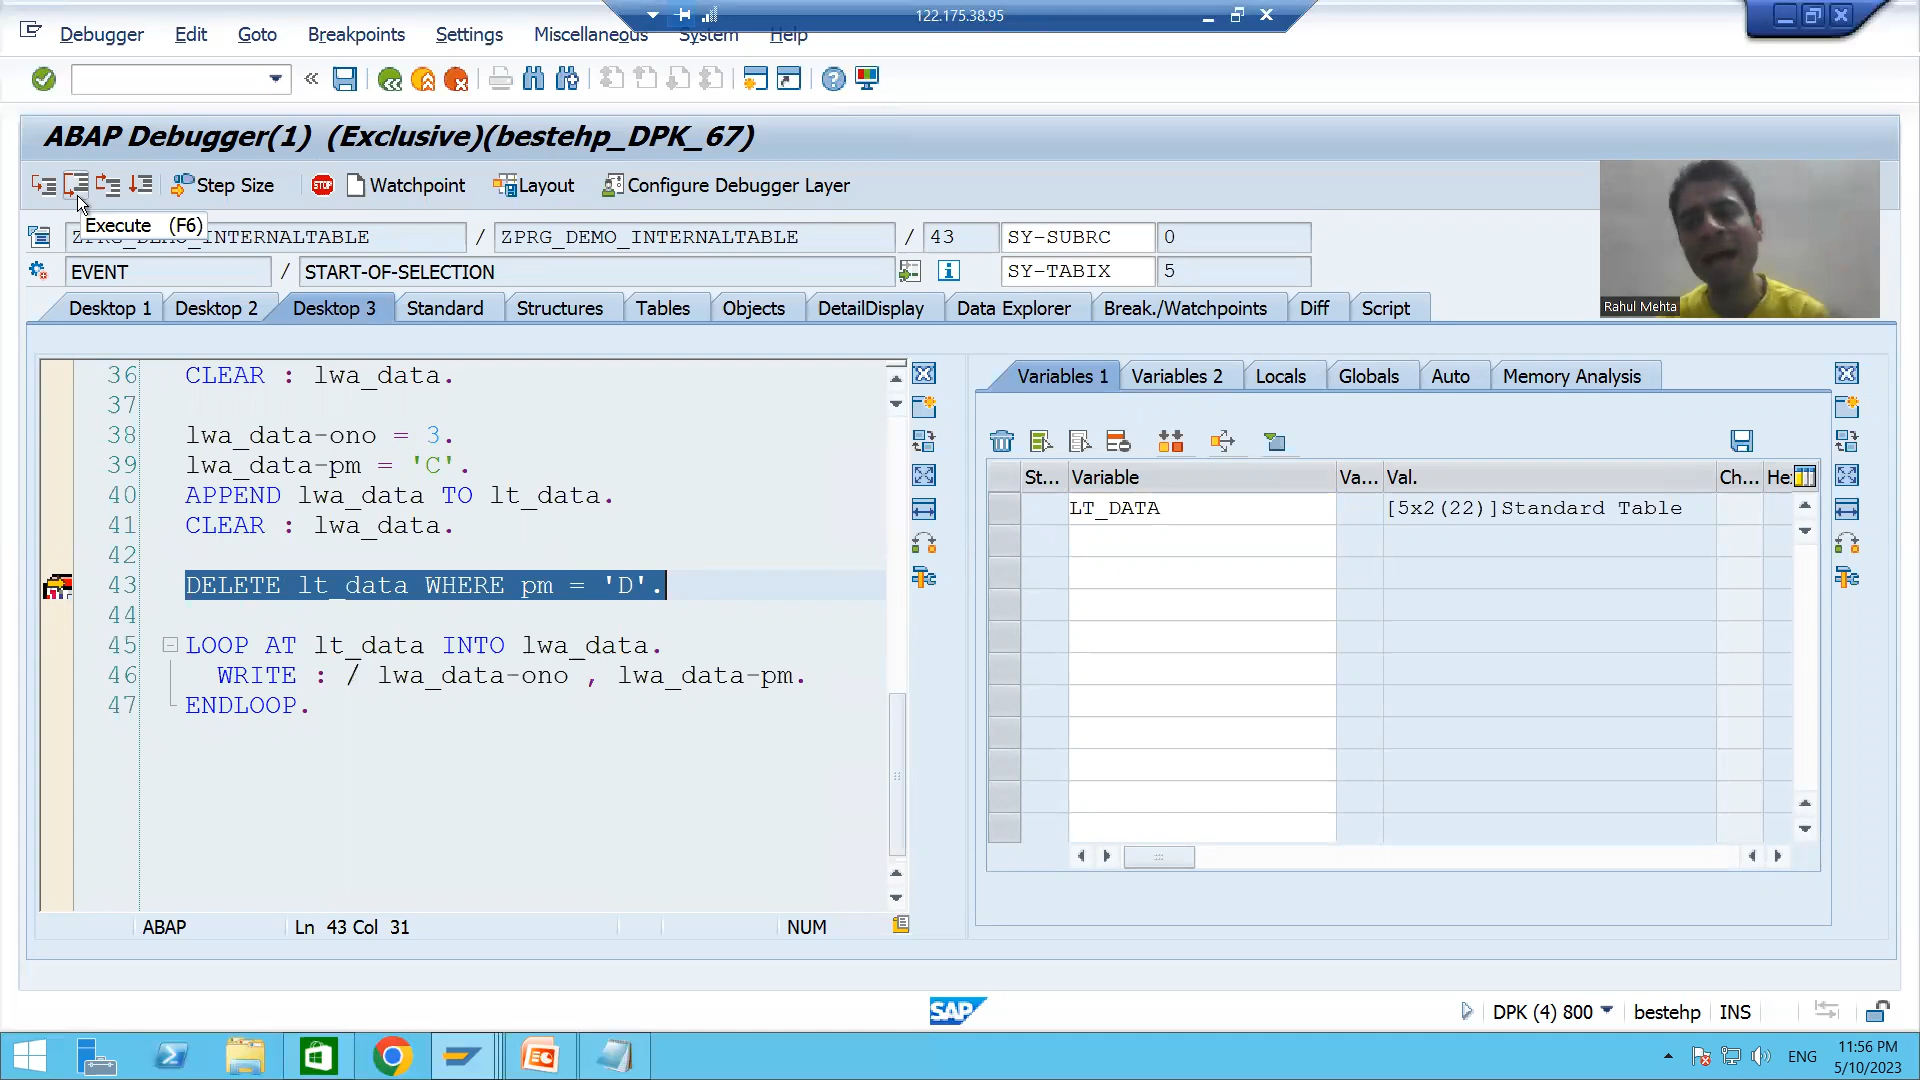 122.175.38.95
Debugger Edit Goto Breakpoints Settings Miscellaneous System Help
ABAP Debugger(1) (Exclusive)(bestehp_DPK_67)
Step Size STOP Watchpoint Layout Configure Debugger Layer
Execute (F6)
ZPRG_DEMO_INTERNALTABLE / ZPRG_DEMO_INTERNALTABLE / 43 SY-SUBRC 0
EVENT / START-OF-SELECTION SY-TABIX 5
Rahul Mehta
Desktop 1 Desktop 2 Desktop 3 Standard Structures Tables Objects DetailDisplay Data Explorer Break./Watchpoints Diff Script
36 CLEAR : lwa_data.
37
38 lwa_data-ono = 3.
39 lwa_data-pm = 'C'.
40 APPEND lwa_data TO lt_data.
41 CLEAR : lwa_data.
42
43 DELETE lt_data WHERE pm = 'D'.
44
45 LOOP AT lt_data INTO lwa_data.
46 WRITE : / lwa_data-ono , lwa_data-pm.
47 ENDLOOP.
ABAP Ln 43 Col 31 NUM
Variables 1 Variables 2 Locals Globals Auto Memory Analysis
St... Variable Va... Val. Ch... He
LT_DATA [5x2(22)]Standard Table
SAP
DPK (4) 800 bestehp INS
ENG 11:56 PM
5/10/2023